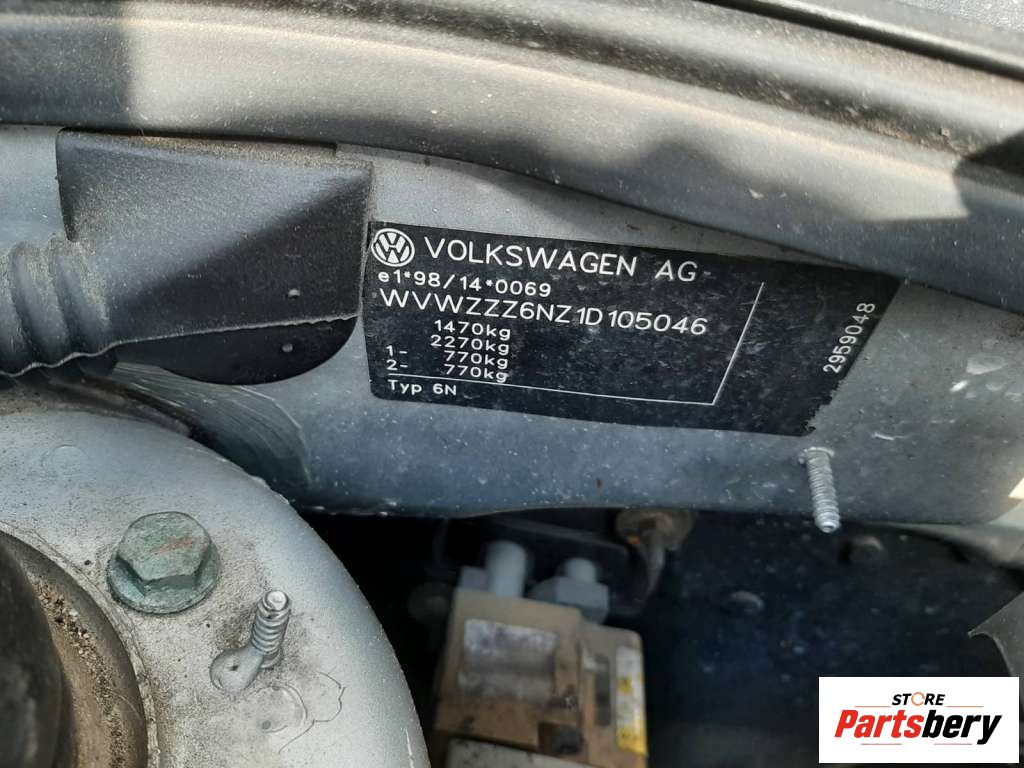 VOLKSWAGEN AG
e1*98/14*0069
WVWZZZ6NZ1D105046
1470kg
2270kg
1- 770kg
2- 770kg
Typ 6N
2959048
STORE
Partsbery